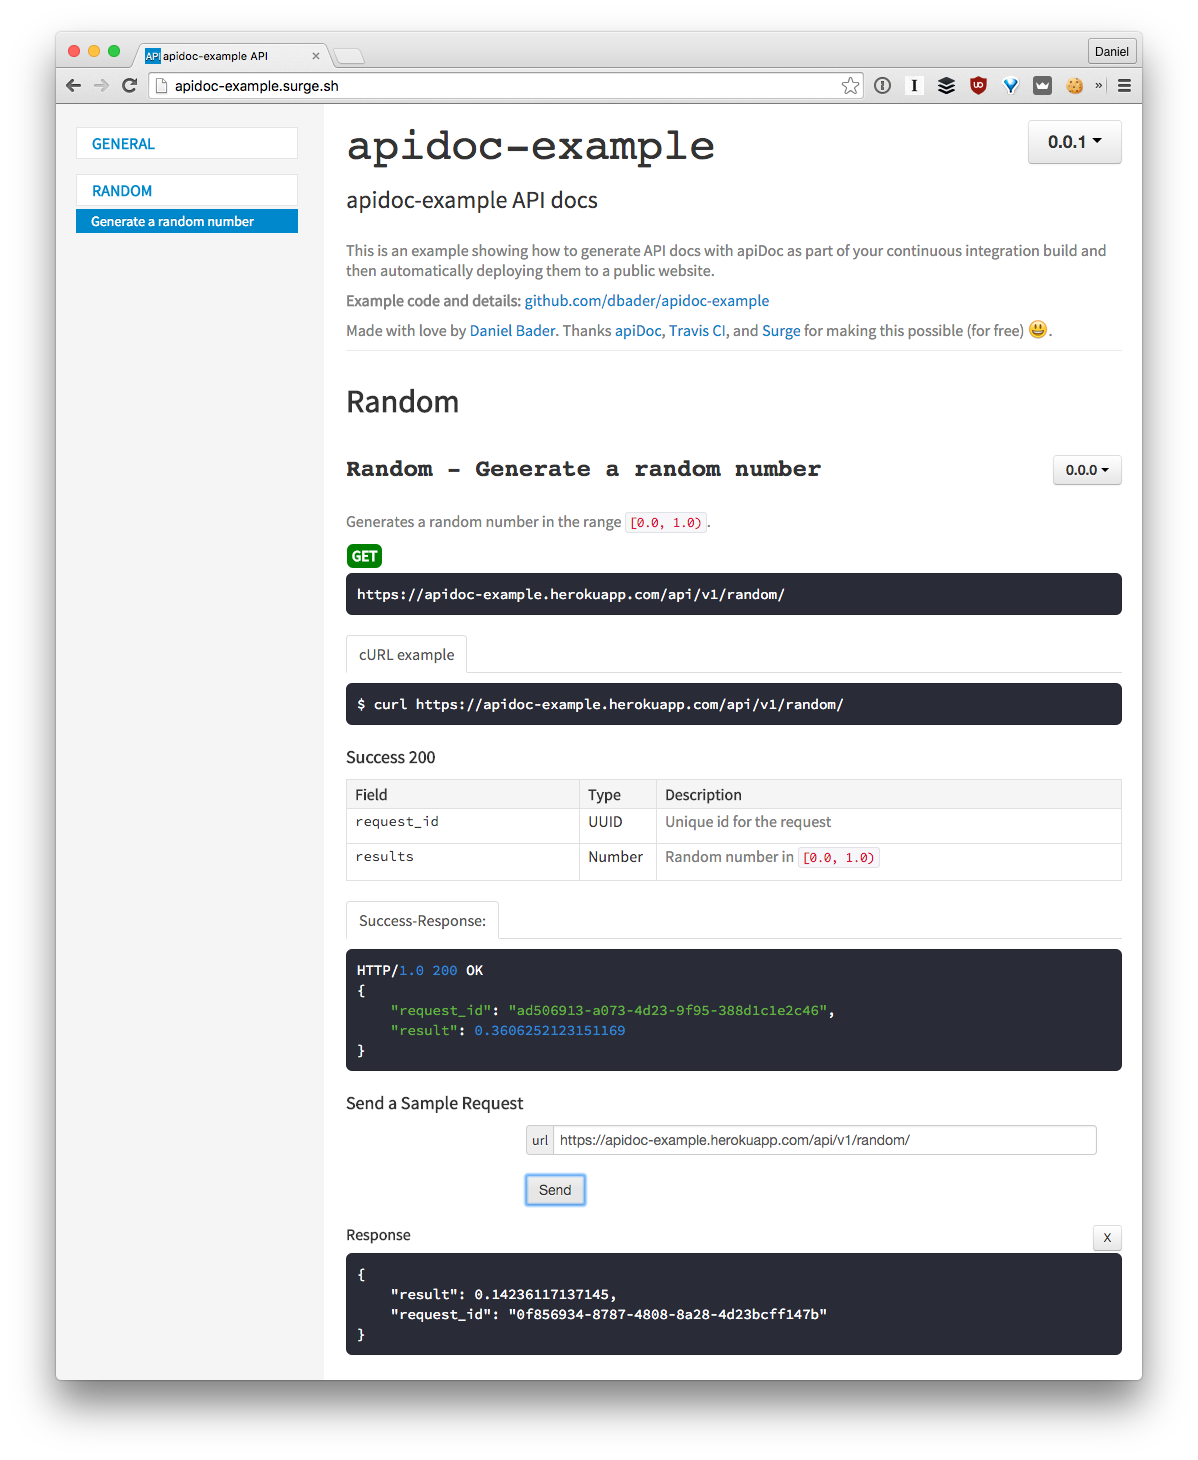 API apidoc-example API
Daniel
apidoc-example.surge.sh
GENERAL
RANDOM
Generate a random number
apidoc-example
0.0.1
apidoc-example API docs
This is an example showing how to generate API docs with apiDoc as part of your continuous integration build and
then automatically deploying them to a public website.
Example code and details: github.com/dbader/apidoc-example
Made with love by Daniel Bader. Thanks apiDoc, Travis CI, and Surge for making this possible (for free) 😃.
Random
Random - Generate a random number
0.0.0
Generates a random number in the range [0.0, 1.0).
GET
https://apidoc-example.herokuapp.com/api/v1/random/
cURL example
$ curl https://apidoc-example.herokuapp.com/api/v1/random/
Success 200
Field Type Description
request_id UUID Unique id for the request
results Number Random number in [0.0, 1.0)
Success-Response:
HTTP/1.0 200 OK
{
    "request_id": "ad506913-a073-4d23-9f95-388d1c1e2c46",
    "result": 0.3606252123151169
}
Send a Sample Request
url https://apidoc-example.herokuapp.com/api/v1/random/
Send
Response
X
{
    "result": 0.14236117137145,
    "request_id": "0f856934-8787-4808-8a28-4d23bcff147b"
}